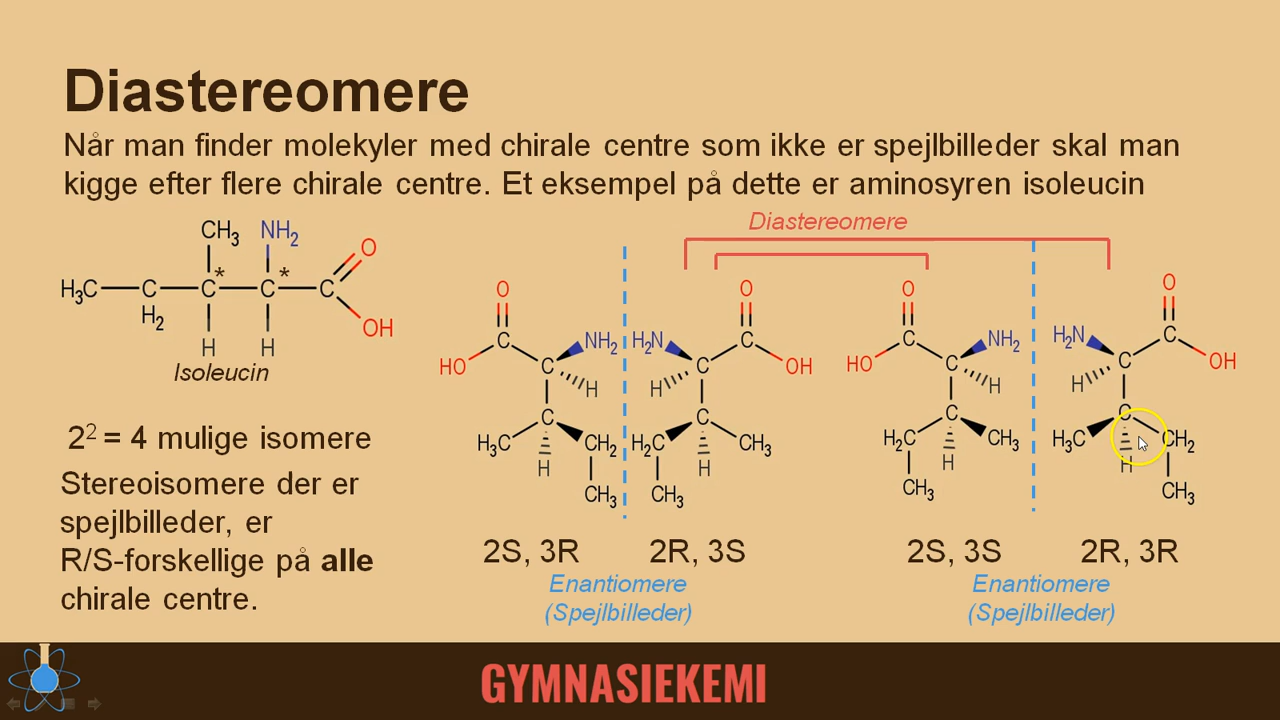 Diastereomere
Når man finder molekyler med chirale centre som ikke er spejlbilleder skal man
kigge efter flere chirale centre. Et eksempel på dette er aminosyren isoleucin
Diastereomere
CH₃ NH₂ O
* *
H₃C C C C C
H₂ OH
H H
Isoleucin
O O O O
NH₂ H₂N NH₂ H₂N
HO C C OH HO C C OH
C H H C C H H C
C C C C
H₃C CH₂ H₂C CH₃ H₂C CH₃ H₃C CH₂
H H H H
CH₃ CH₃ CH₃ CH₃
2² = 4 mulige isomere
Stereoisomere der er
spejlbilleder, er
R/S-forskellige på alle
chirale centre.
2S, 3R 2R, 3S 2S, 3S 2R, 3R
Enantiomere Enantiomere
(Spejlbilleder) (Spejlbilleder)
GYMNASIEKEMI